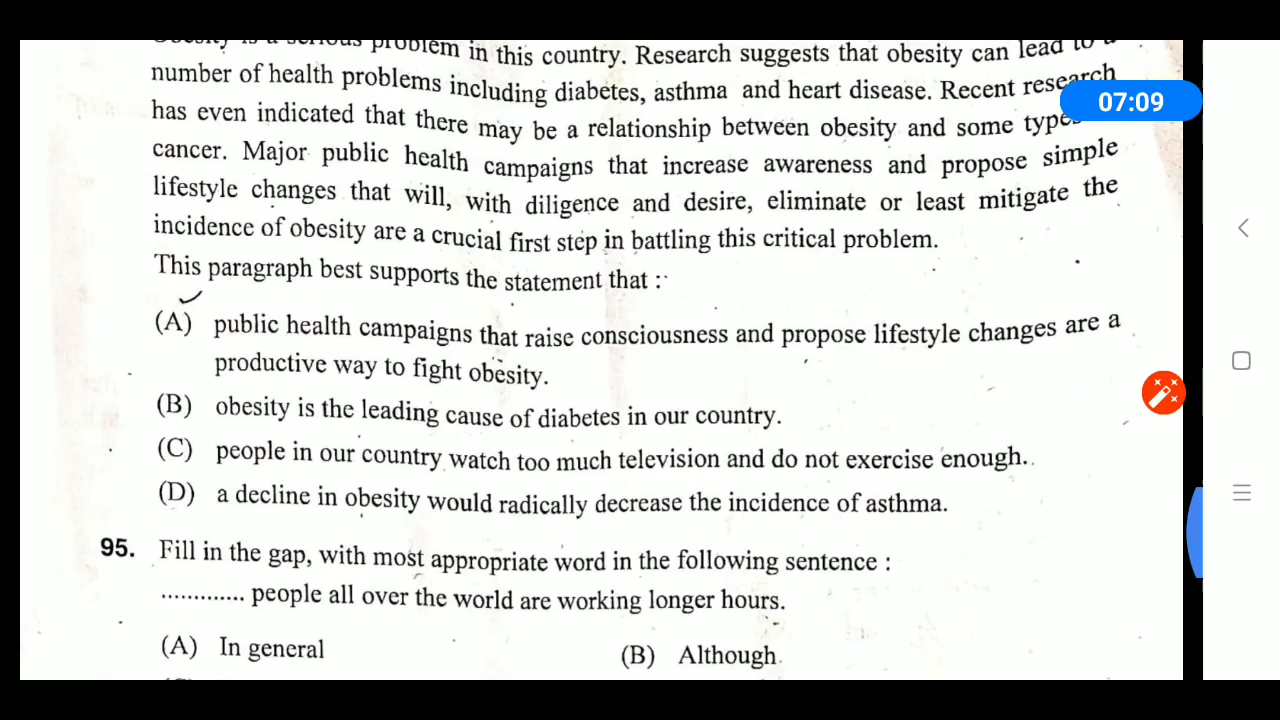 Obesity is a serious problem in this country. Research suggests that obesity can lead to a
number of health problems including diabetes, asthma and heart disease. Recent research
has even indicated that there may be a relationship between obesity and some types
cancer. Major public health campaigns that increase awareness and propose simple
lifestyle changes that will, with diligence and desire, eliminate or least mitigate the
incidence of obesity are a crucial first step in battling this critical problem.
This paragraph best supports the statement that :
(A) public health campaigns that raise consciousness and propose lifestyle changes are a
productive way to fight obesity.
(B) obesity is the leading cause of diabetes in our country.
(C) people in our country watch too much television and do not exercise enough.
(D) a decline in obesity would radically decrease the incidence of asthma.
95. Fill in the gap, with most appropriate word in the following sentence :
............. people all over the world are working longer hours.
(A) In general (B) Although
07:09